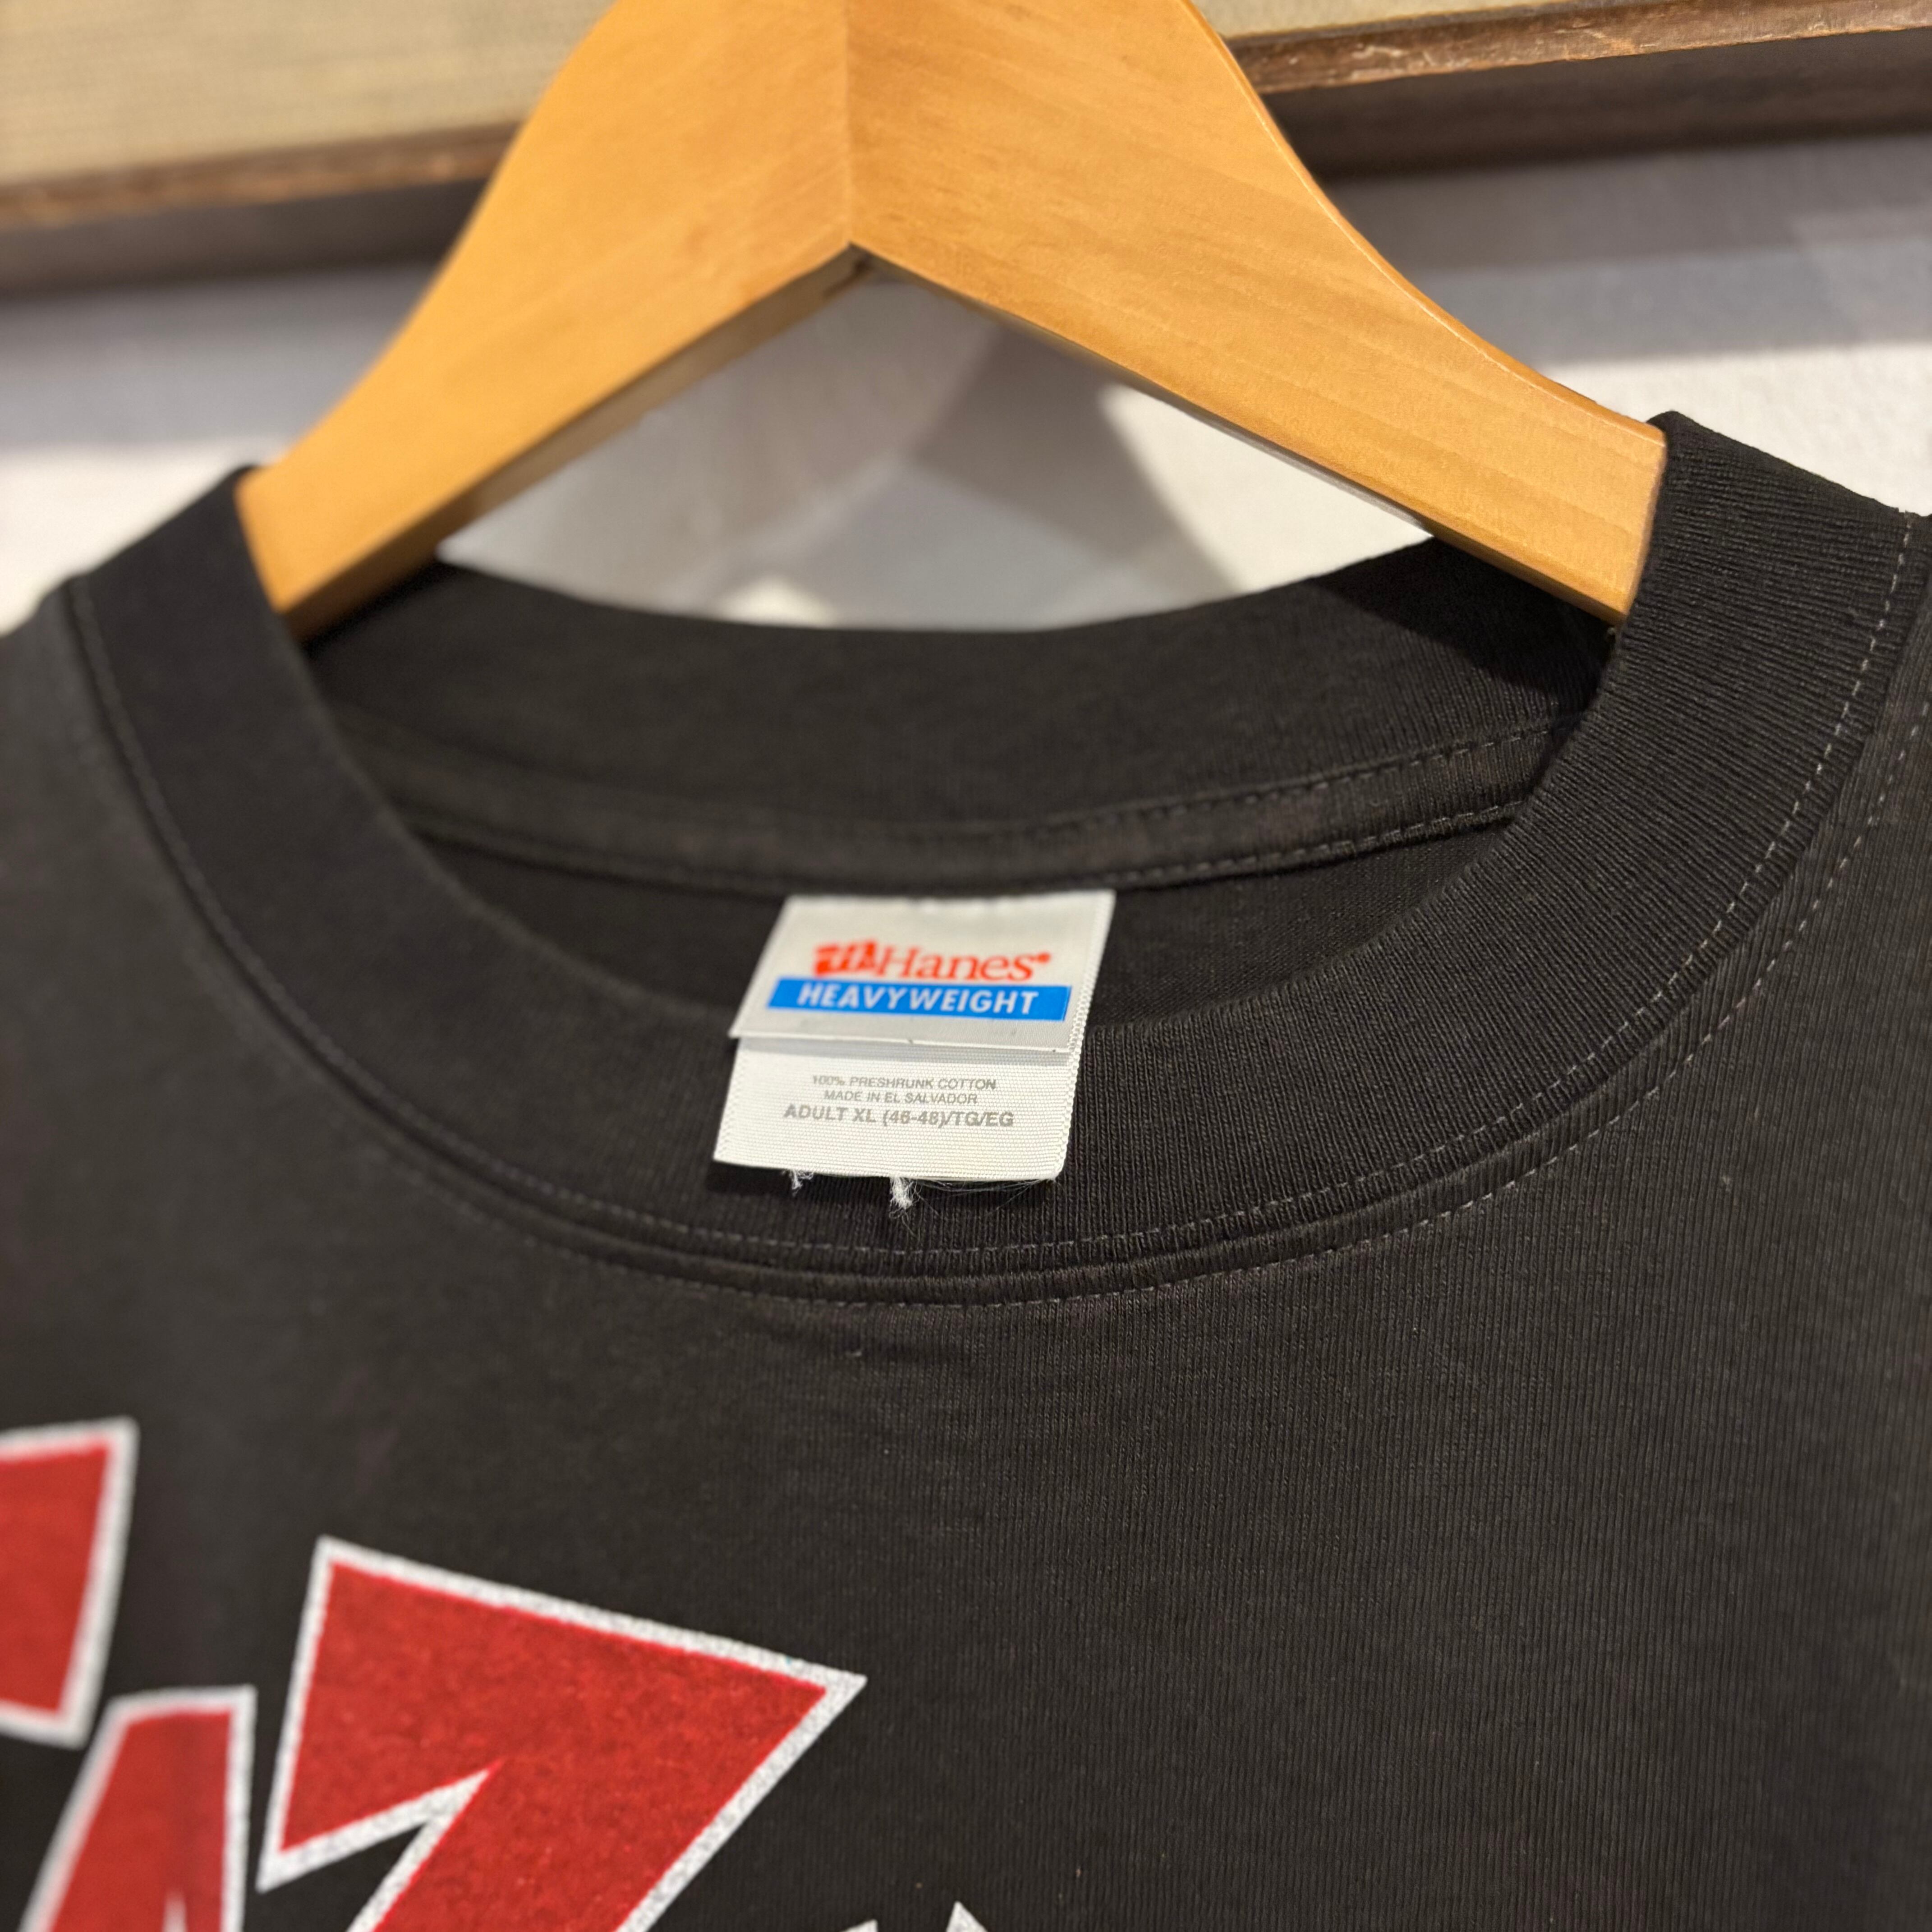 Hanes
HEAVYWEIGHT
100% PRESHRUNK COTTON
MADE IN EL SALVADOR
ADULT XL (46-48)/TG/EG